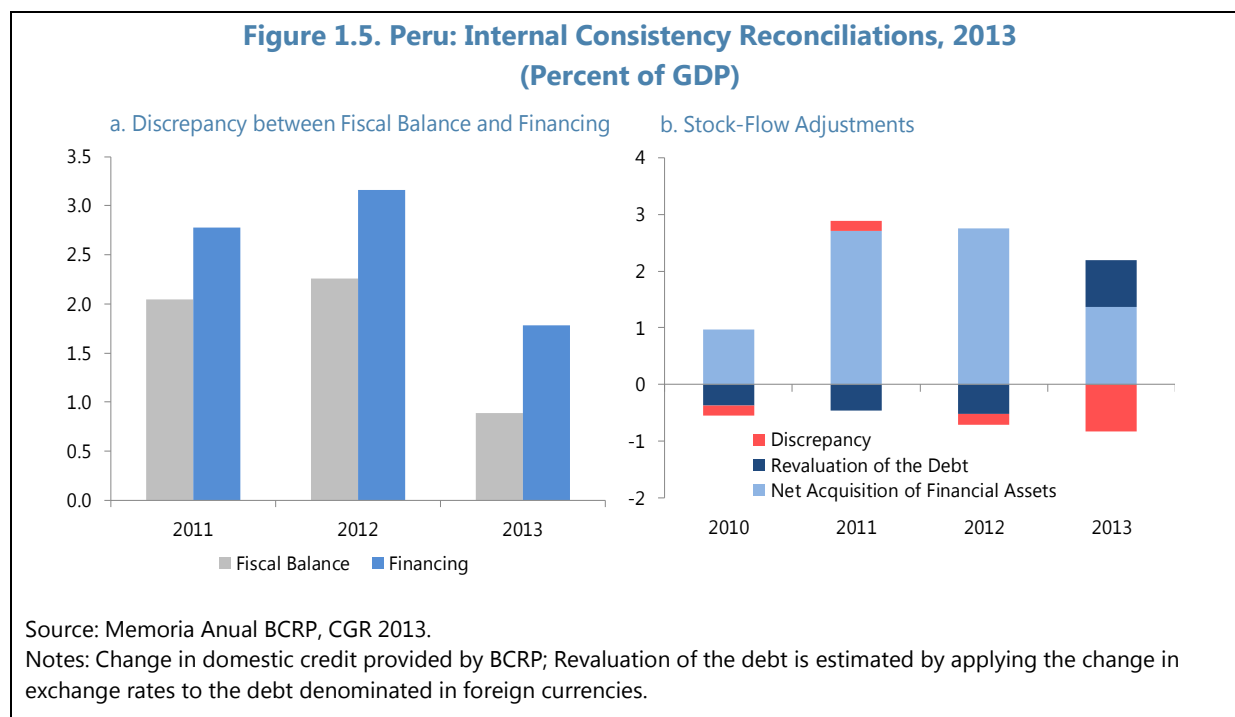 Figure 1.5. Peru: Internal Consistency Reconciliations, 2013
(Percent of GDP)
a. Discrepancy between Fiscal Balance and Financing
3.5
3.0
2.5
2.0
1.5
1.0
0.5
0.0
2011 2012 2013
Fiscal Balance Financing
b. Stock-Flow Adjustments
4
3
2
1
0
-1
-2
Discrepancy
Revaluation of the Debt
Net Acquisition of Financial Assets
2010 2011 2012 2013
Source: Memoria Anual BCRP, CGR 2013.
Notes: Change in domestic credit provided by BCRP; Revaluation of the debt is estimated by applying the change in
exchange rates to the debt denominated in foreign currencies.